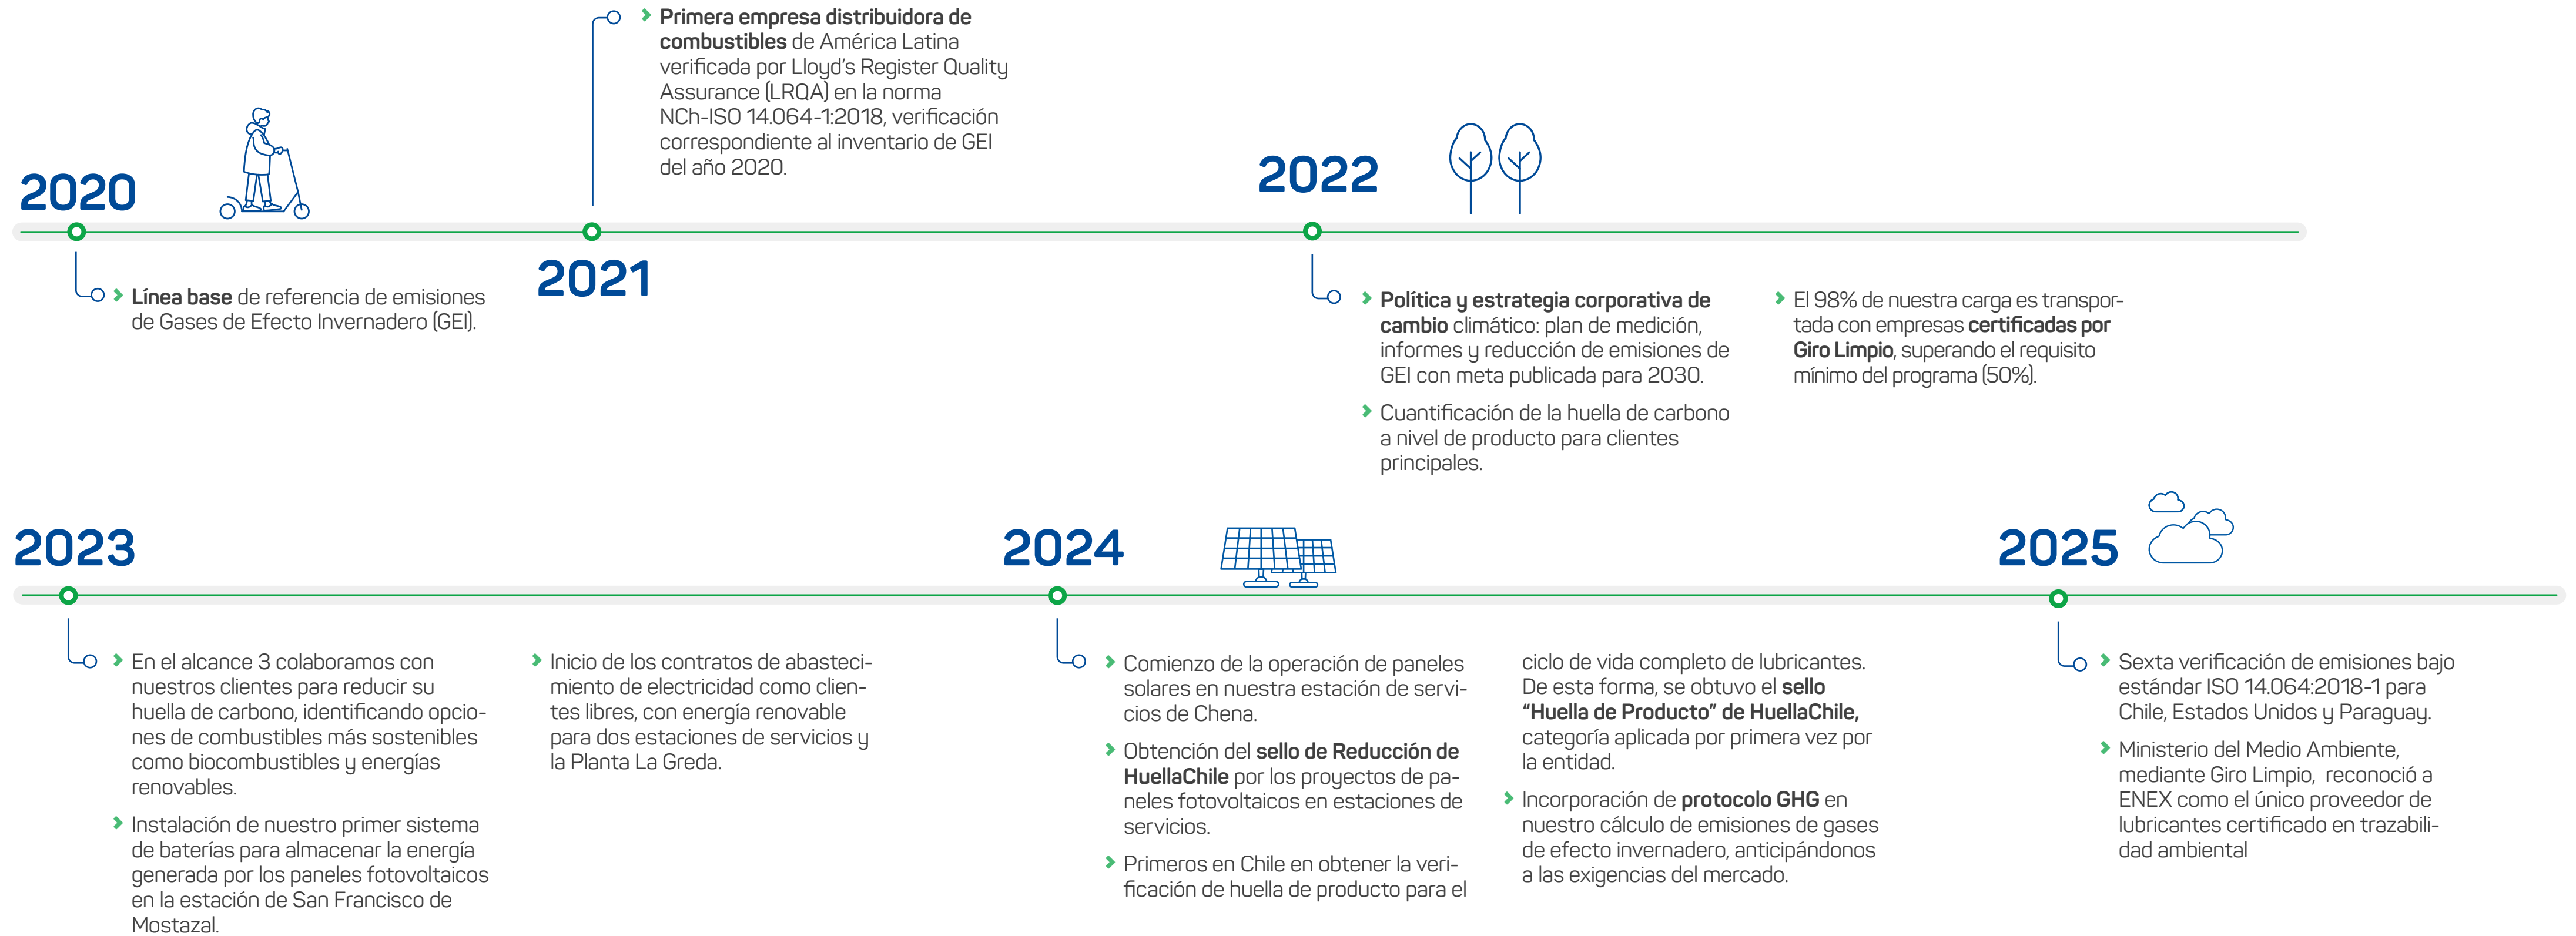 2020
Línea base de referencia de emisiones
de Gases de Efecto Invernadero (GEI).
2021
Primera empresa distribuidora de
combustibles de América Latina
verificada por Lloyd's Register Quality
Assurance (LRQA) en la norma
NCh-ISO 14.064-1:2018, verificación
correspondiente al inventario de GEI
del año 2020.
2022
Política y estrategia corporativa de
cambio climático: plan de medición,
informes y reducción de emisiones de
GEI con meta publicada para 2030.
Cuantificación de la huella de carbono
a nivel de producto para clientes
principales.
El 98% de nuestra carga es transpor-
tada con empresas certificadas por
Giro Limpio, superando el requisito
mínimo del programa (50%).
2023
En el alcance 3 colaboramos con
nuestros clientes para reducir su
huella de carbono, identificando opcio-
nes de combustibles más sostenibles
como biocombustibles y energías
renovables.
Instalación de nuestro primer sistema
de baterías para almacenar la energía
generada por los paneles fotovoltaicos
en la estación de San Francisco de
Mostazal.
Inicio de los contratos de abasteci-
miento de electricidad como clien-
tes libres, con energía renovable
para dos estaciones de servicios y
la Planta La Greda.
2024
Comienzo de la operación de paneles
solares en nuestra estación de servi-
cios de Chena.
Obtención del sello de Reducción de
HuellaChile por los proyectos de pa-
neles fotovoltaicos en estaciones de
servicios.
Primeros en Chile en obtener la veri-
ficación de huella de producto para el
ciclo de vida completo de lubricantes.
De esta forma, se obtuvo el sello
“Huella de Producto” de HuellaChile,
categoría aplicada por primera vez por
la entidad.
Incorporación de protocolo GHG en
nuestro cálculo de emisiones de gases
de efecto invernadero, anticipándonos
a las exigencias del mercado.
2025
Sexta verificación de emisiones bajo
estándar ISO 14.064:2018-1 para
Chile, Estados Unidos y Paraguay.
Ministerio del Medio Ambiente,
mediante Giro Limpio, reconoció a
ENEX como el único proveedor de
lubricantes certificado en trazabili-
dad ambiental